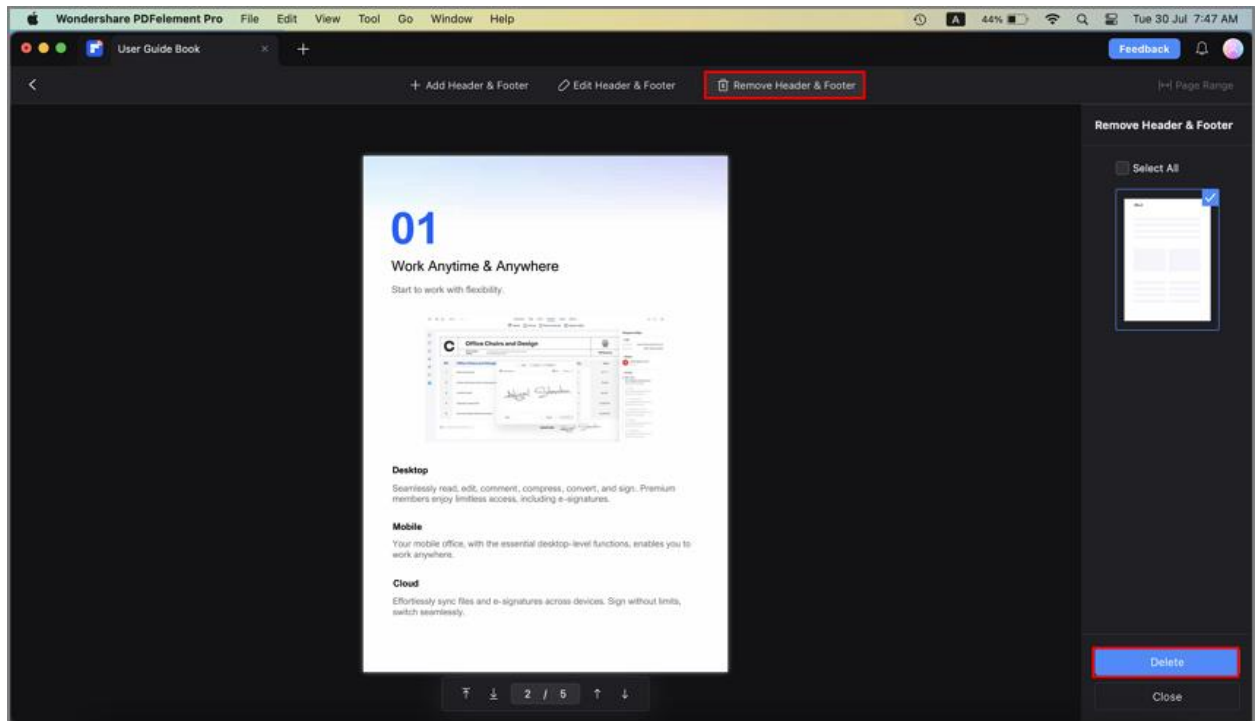 Wondershare PDFelement Pro File Edit View Tool Go Window Help A 44% Tue 30 Jul 7:47 AM
User Guide Book × + Feedback
+ Add Header & Footer Edit Header & Footer Remove Header & Footer Page Range
Remove Header & Footer
Select All
01
Work Anytime & Anywhere
Start to work with flexibility.
C Office Chairs and Design
Desktop
Seamlessly read, edit, comment, compress, convert, and sign. Premium
members enjoy limitless access, including e-signatures.
Mobile
Your mobile office, with the essential desktop-level functions, enables you to
work anywhere.
Cloud
Effortlessly sync files and e-signatures across devices. Sign without limits,
switch seamlessly.
Delete
2 / 5
Close